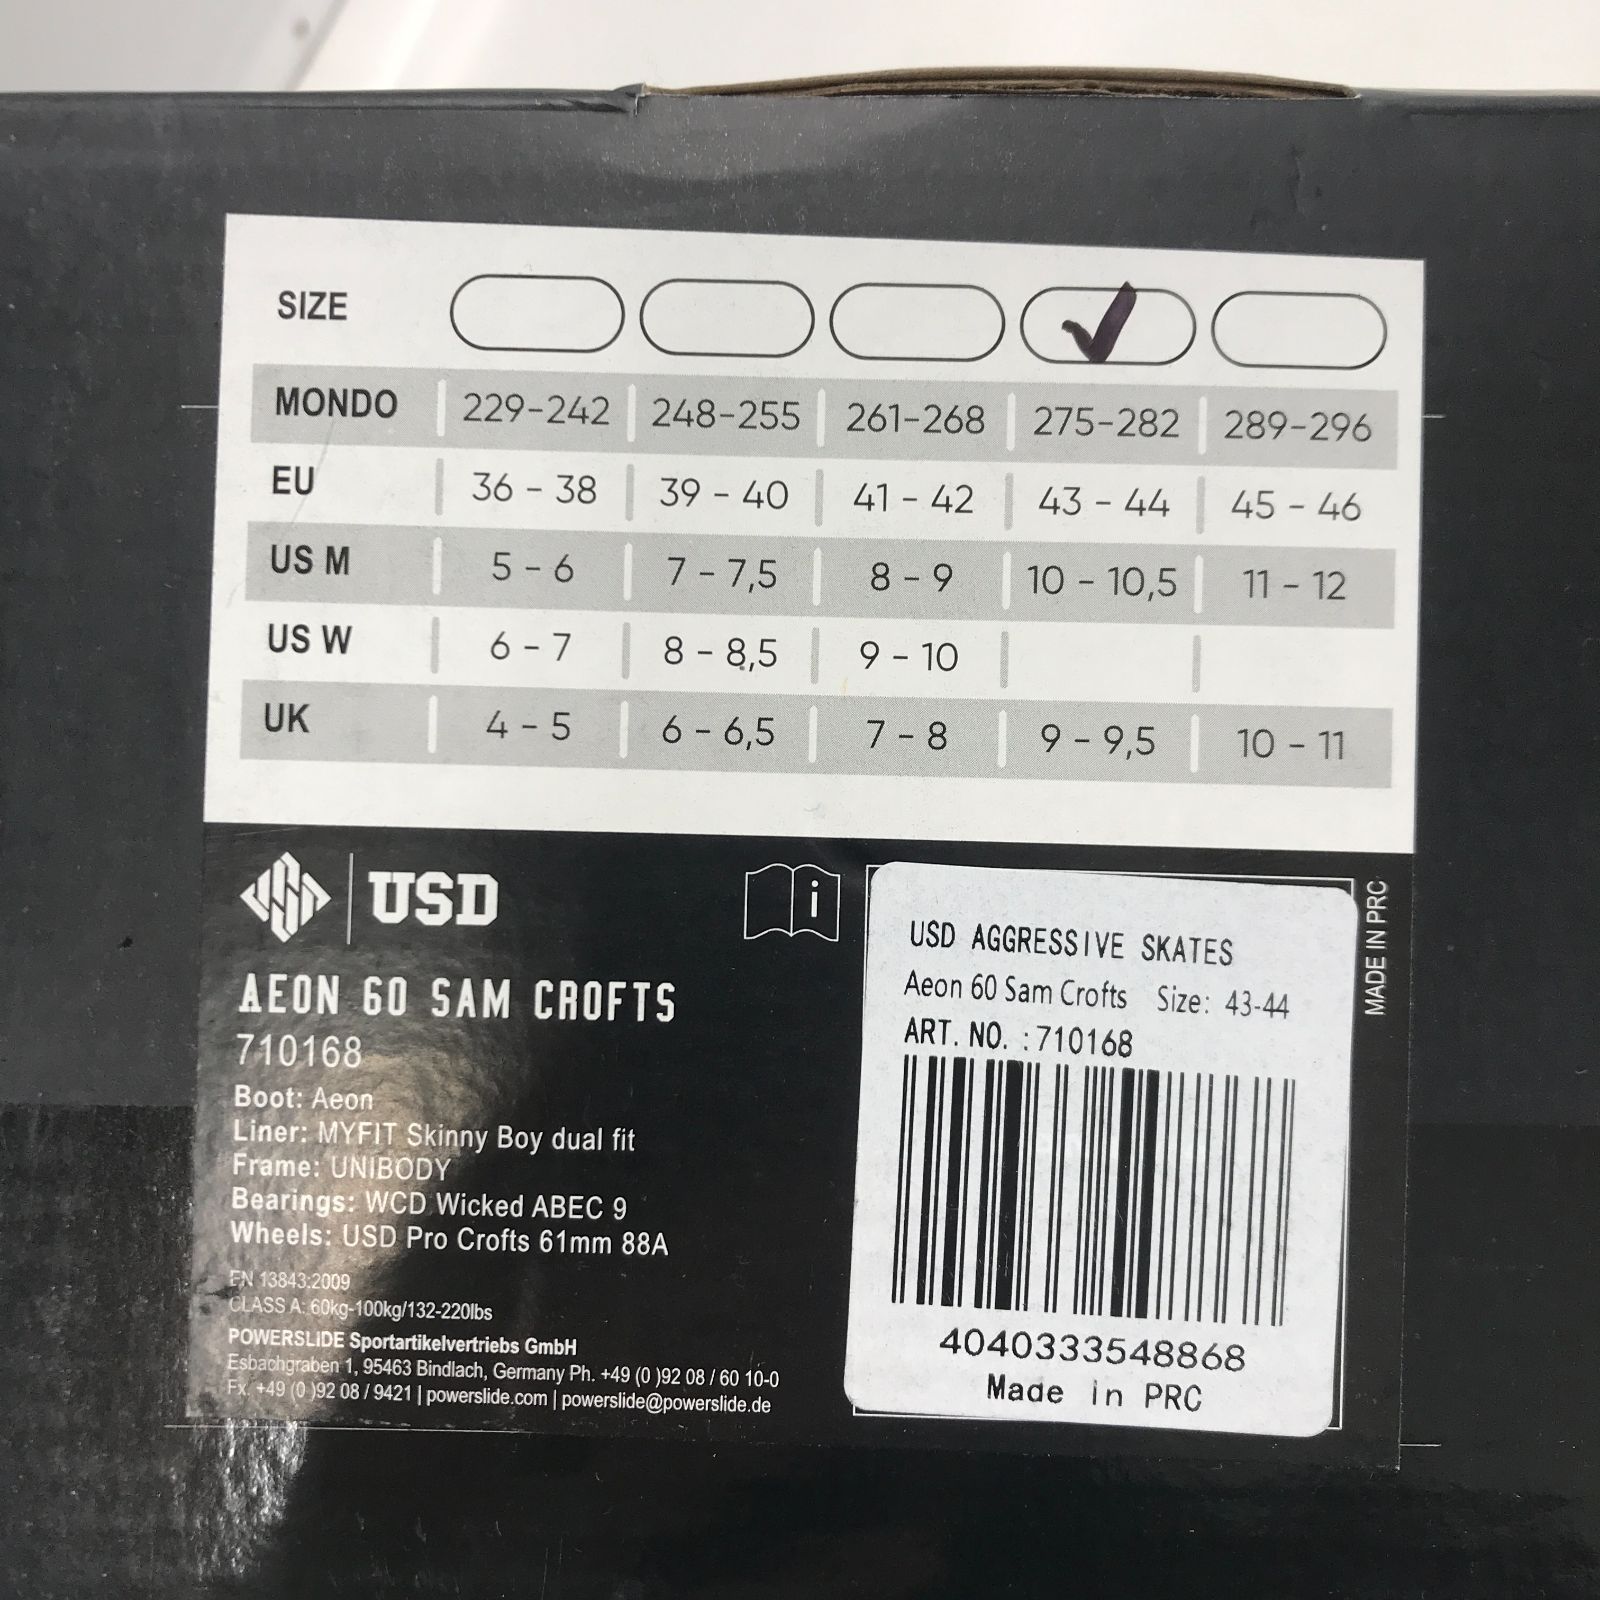 SIZE
MONDO 229-242 248-255 261-268 275-282 289-296
EU 36 - 38 39 - 40 41 - 42 43 - 44 45 - 46
US M 5 - 6 7 - 7,5 8 - 9 10 - 10,5 11 - 12
US W 6 - 7 8 - 8,5 9 - 10
UK 4 - 5 6 - 6,5 7 - 8 9 - 9,5 10 - 11
USD
i
AEON 60 SAM CROFTS
710168
Boot: Aeon
Liner: MYFIT Skinny Boy dual fit
Frame: UNIBODY
Bearings: WCD Wicked ABEC 9
Wheels: USD Pro Crofts 61mm 88A
EN 13843:2009
CLASS A: 60kg-100kg/132-220lbs
POWERSLIDE Sportartikelvertriebs GmbH
Esbachgraben 1, 95463 Bindlach, Germany Ph. +49 (0 )92 08 / 60 10-0
Fx. +49 (0 )92 08 / 9421 | powerslide.com | powerslide@powerslide.de
USD AGGRESSIVE SKATES
Aeon 60 Sam Crofts Size: 43-44
ART. NO. :710168
4040333548868
Made in PRC
MADE IN PRC